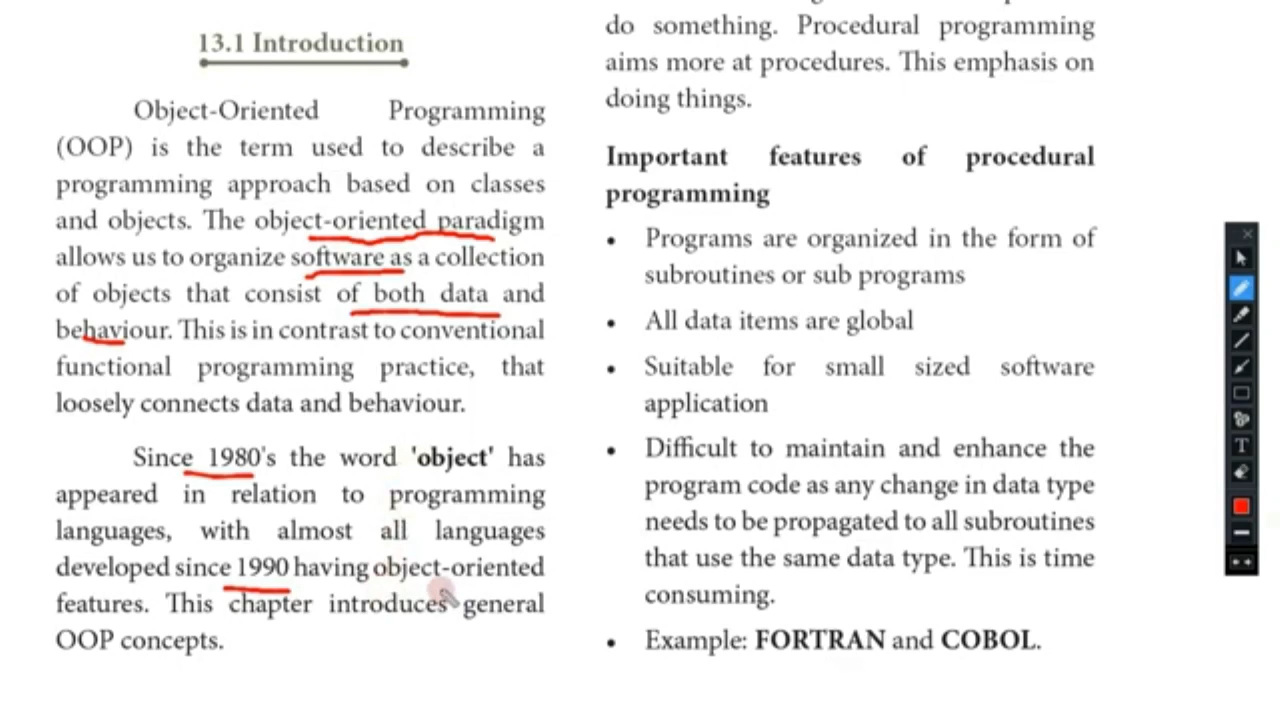 13.1 Introduction
Object-Oriented Programming
(OOP) is the term used to describe a
programming approach based on classes
and objects. The object-oriented paradigm
allows us to organize software as a collection
of objects that consist of both data and
behaviour. This is in contrast to conventional
functional programming practice, that
loosely connects data and behaviour.
Since 1980's the word 'object' has
appeared in relation to programming
languages, with almost all languages
developed since 1990 having object-oriented
features. This chapter introduces general
OOP concepts.
do something. Procedural programming
aims more at procedures. This emphasis on
doing things.
Important features of procedural
programming
• Programs are organized in the form of
subroutines or sub programs
• All data items are global
• Suitable for small sized software
application
• Difficult to maintain and enhance the
program code as any change in data type
needs to be propagated to all subroutines
that use the same data type. This is time
consuming.
• Example: FORTRAN and COBOL.
T